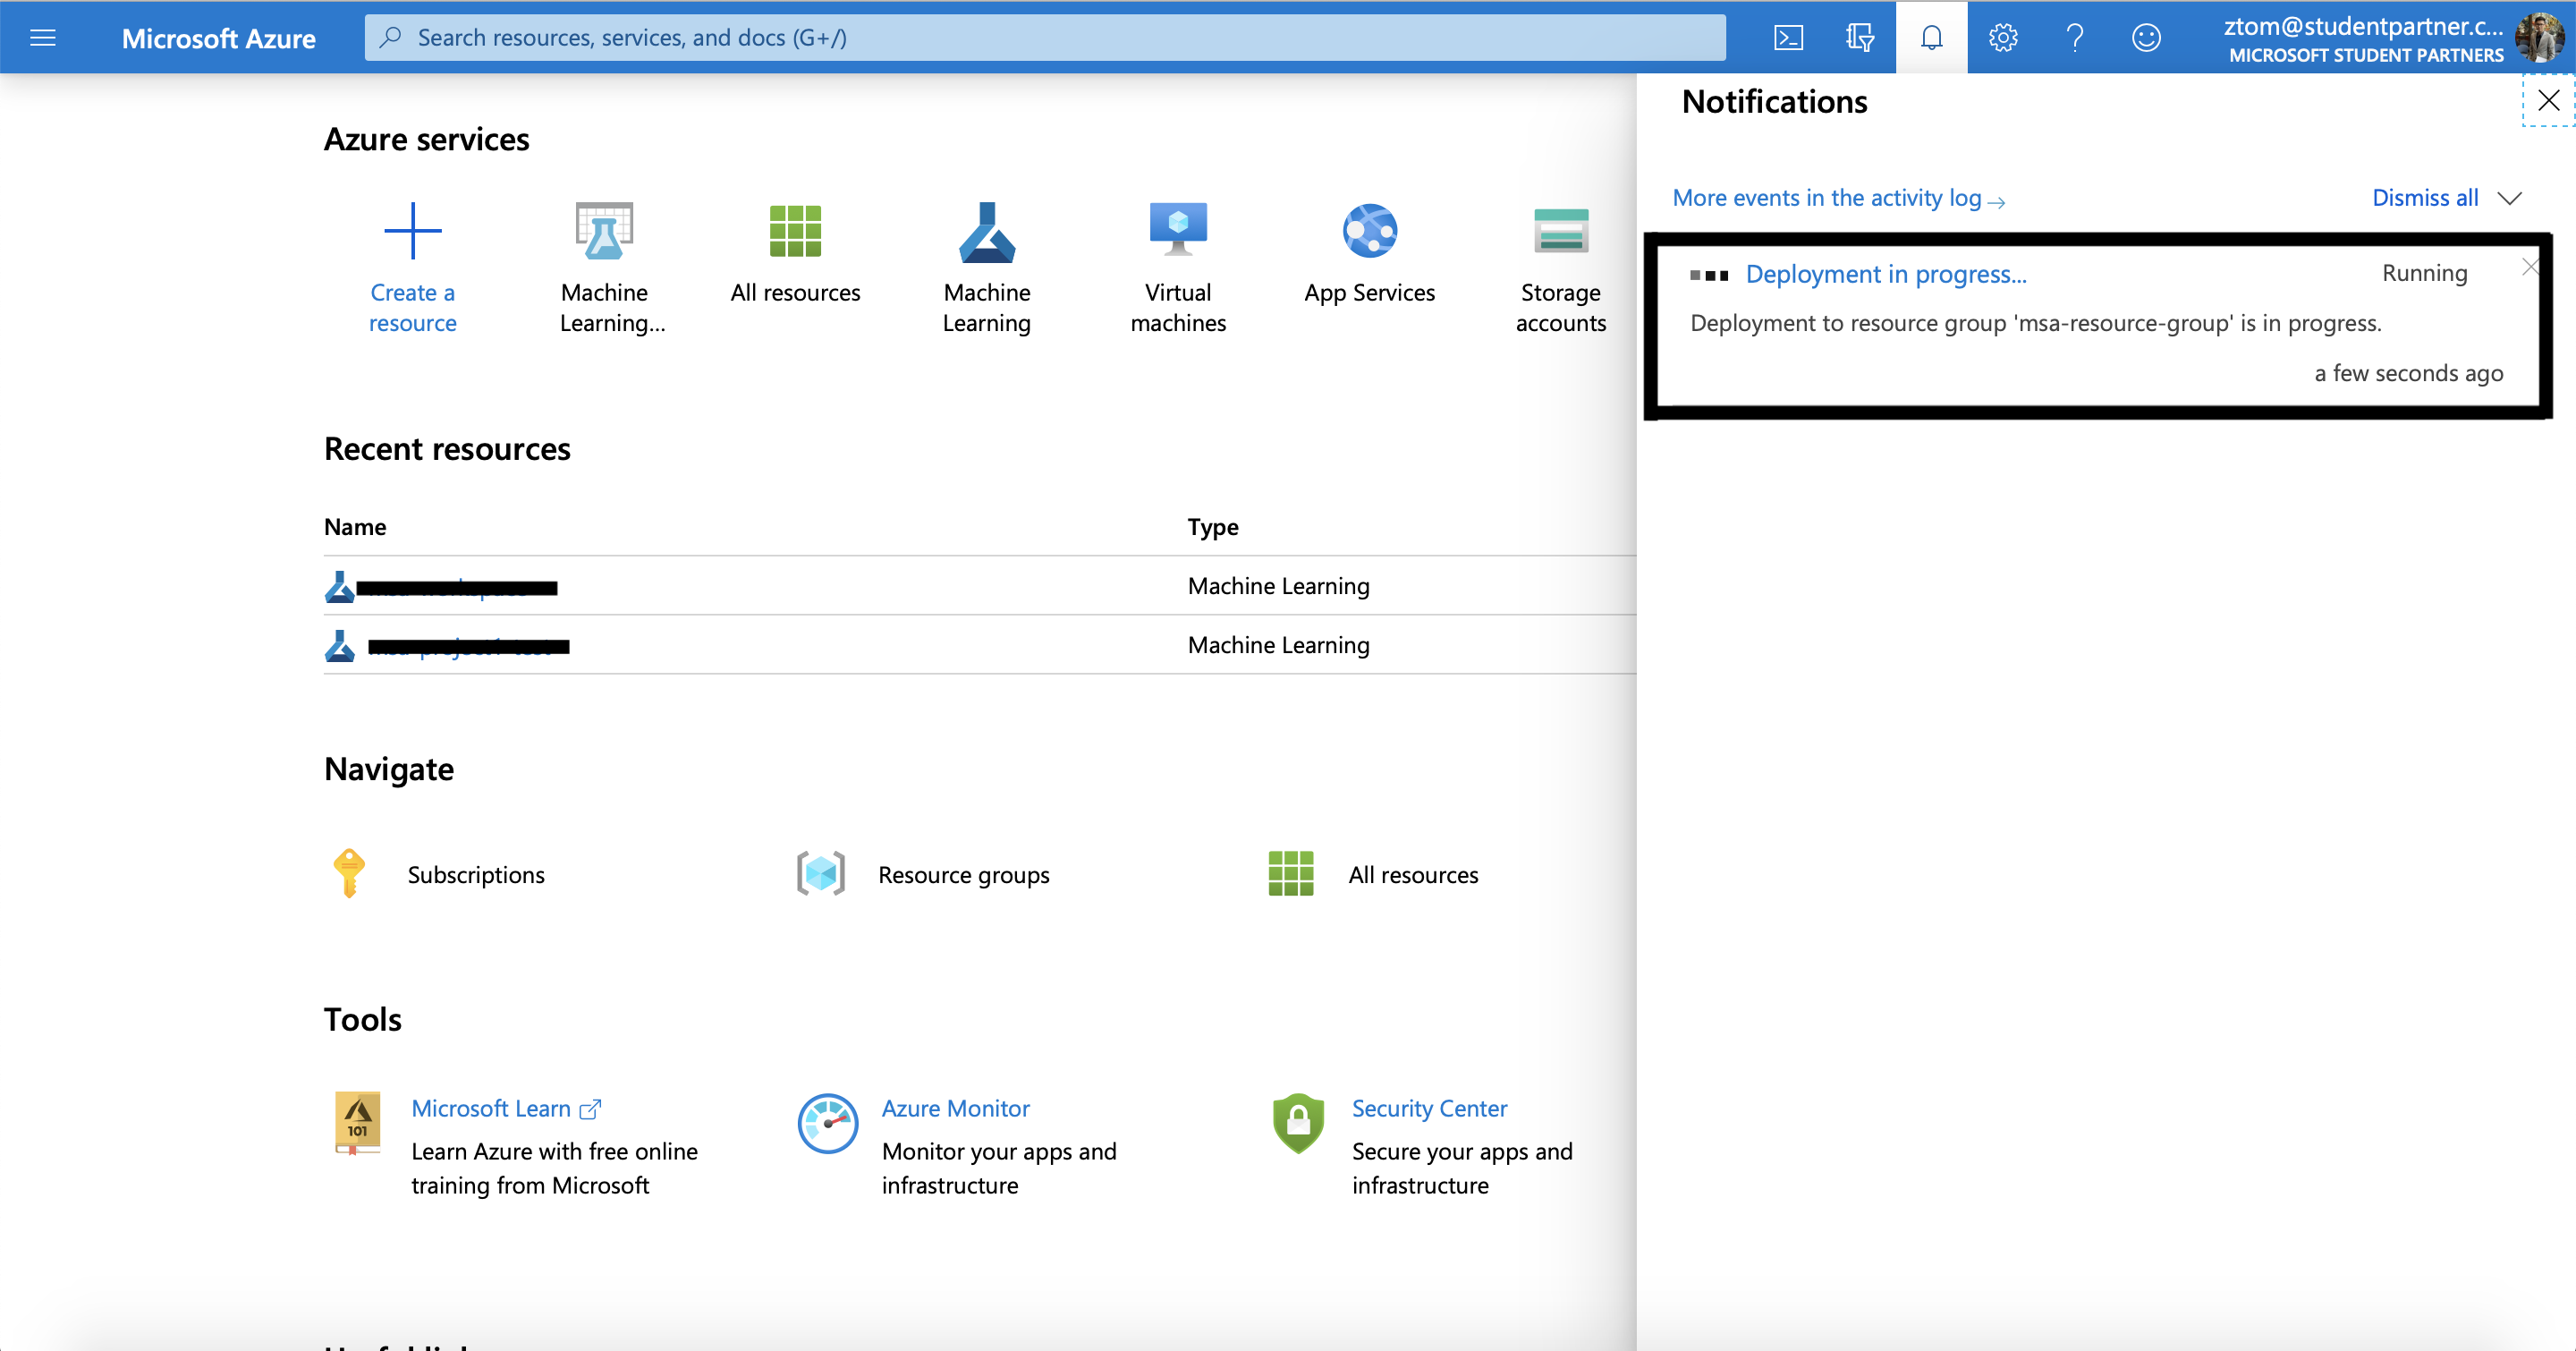 Microsoft Azure
Search resources, services, and docs (G+/)
ztom@studentpartner.c...
MICROSOFT STUDENT PARTNERS
Azure services
Create a
resource
Machine
Learning...
All resources
Machine
Learning
Virtual
machines
App Services
Storage
accounts
Recent resources
Name Type
Machine Learning
Machine Learning
Navigate
Subscriptions
Resource groups
All resources
Tools
101
Microsoft Learn
Learn Azure with free online
training from Microsoft
Azure Monitor
Monitor your apps and
infrastructure
Security Center
Secure your apps and
infrastructure
Notifications
More events in the activity log →
Dismiss all
Deployment in progress...
Running
Deployment to resource group 'msa-resource-group' is in progress.
a few seconds ago